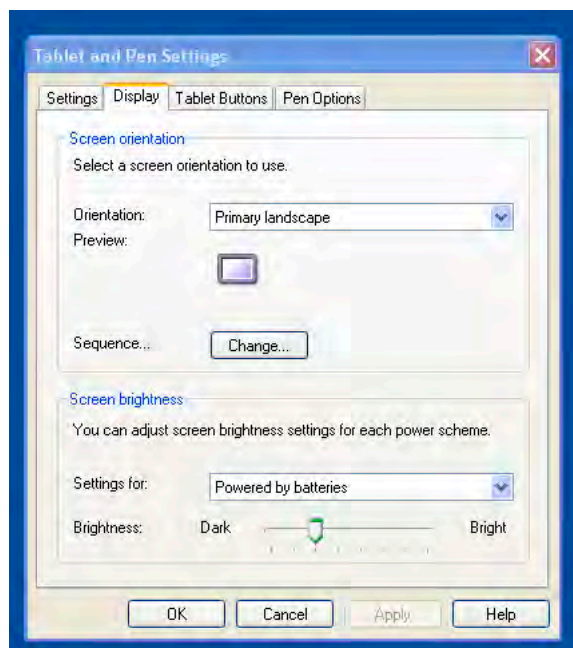 Tablet and Pen Settings
Settings Display Tablet Buttons Pen Options
Screen orientation
Select a screen orientation to use.
Orientation: Primary landscape
Preview:
Sequence... Change...
Screen brightness
You can adjust screen brightness settings for each power scheme.
Settings for: Powered by batteries
Brightness: Dark Bright
OK Cancel Apply Help